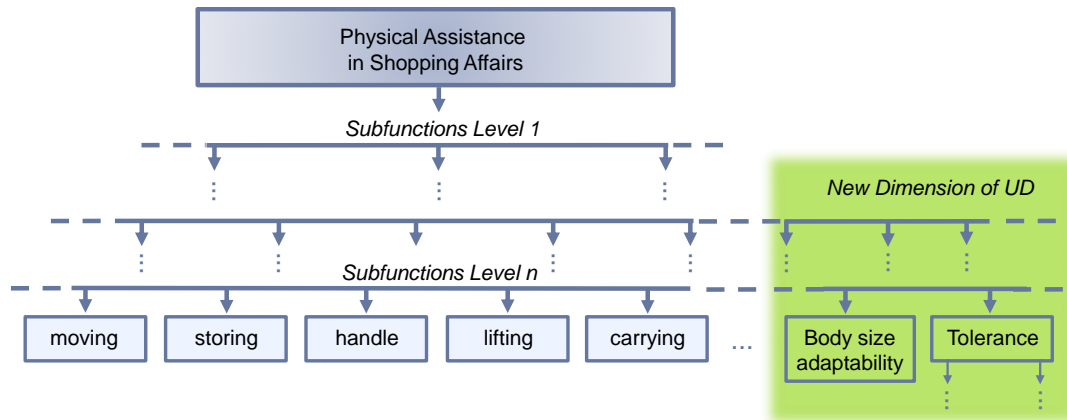 Physical Assistance
in Shopping Affairs
Subfunctions Level 1
New Dimension of UD
Subfunctions Level n
moving
storing
handle
lifting
carrying
...
Body size
adaptability
Tolerance